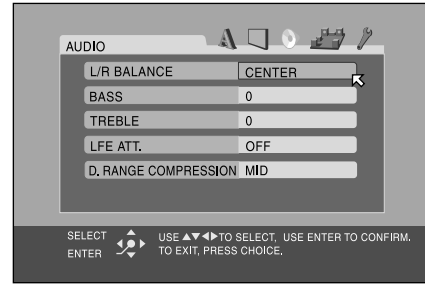 AUDIO
L/R BALANCE CENTER
BASS 0
TREBLE 0
LFE ATT. OFF
D. RANGE COMPRESSION MID
SELECT USE ▲▼◀▶TO SELECT, USE ENTER TO CONFIRM.
ENTER TO EXIT, PRESS CHOICE.